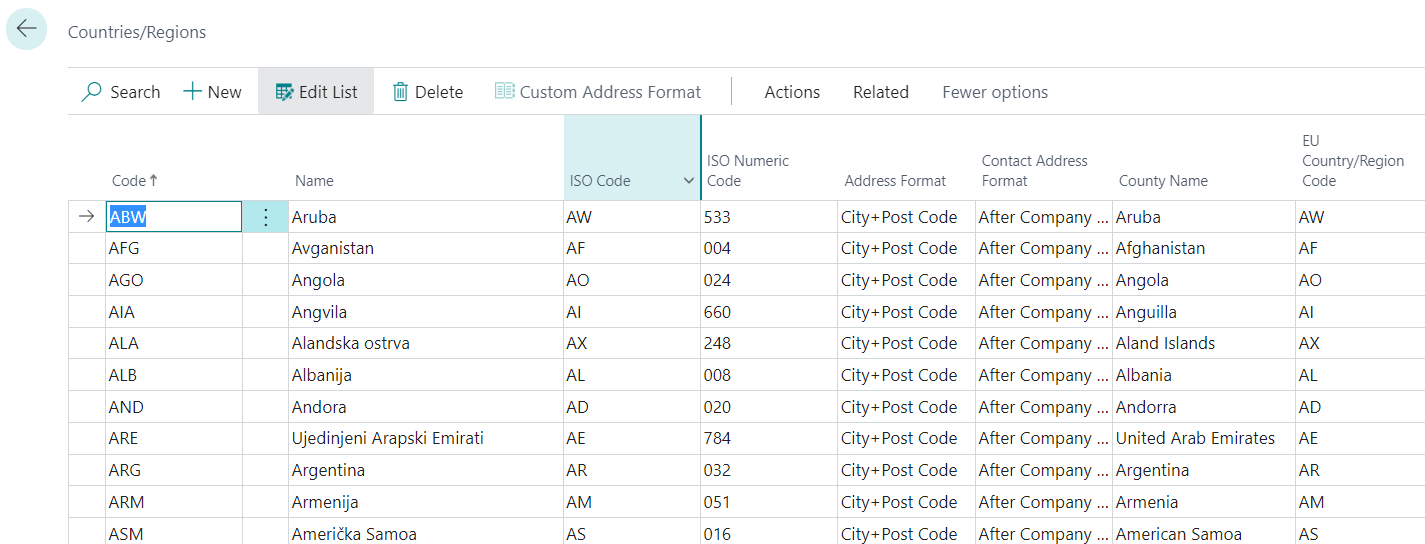 Countries/Regions
Search New Edit List Delete Custom Address Format Actions Related Fewer options
Code↑ Name ISO Code ISO Numeric Code Address Format Contact Address Format County Name EU Country/Region Code
ABW Aruba AW 533 City+Post Code After Company ... Aruba AW
AFG Avganistan AF 004 City+Post Code After Company ... Afghanistan AF
AGO Angola AO 024 City+Post Code After Company ... Angola AO
AIA Angvila AI 660 City+Post Code After Company ... Anguilla AI
ALA Alandska ostrva AX 248 City+Post Code After Company ... Aland Islands AX
ALB Albanija AL 008 City+Post Code After Company ... Albania AL
AND Andora AD 020 City+Post Code After Company ... Andorra AD
ARE Ujedinjeni Arapski Emirati AE 784 City+Post Code After Company ... United Arab Emirates AE
ARG Argentina AR 032 City+Post Code After Company ... Argentina AR
ARM Armenija AM 051 City+Post Code After Company ... Armenia AM
ASM Američka Samoa AS 016 City+Post Code After Company ... American Samoa AS